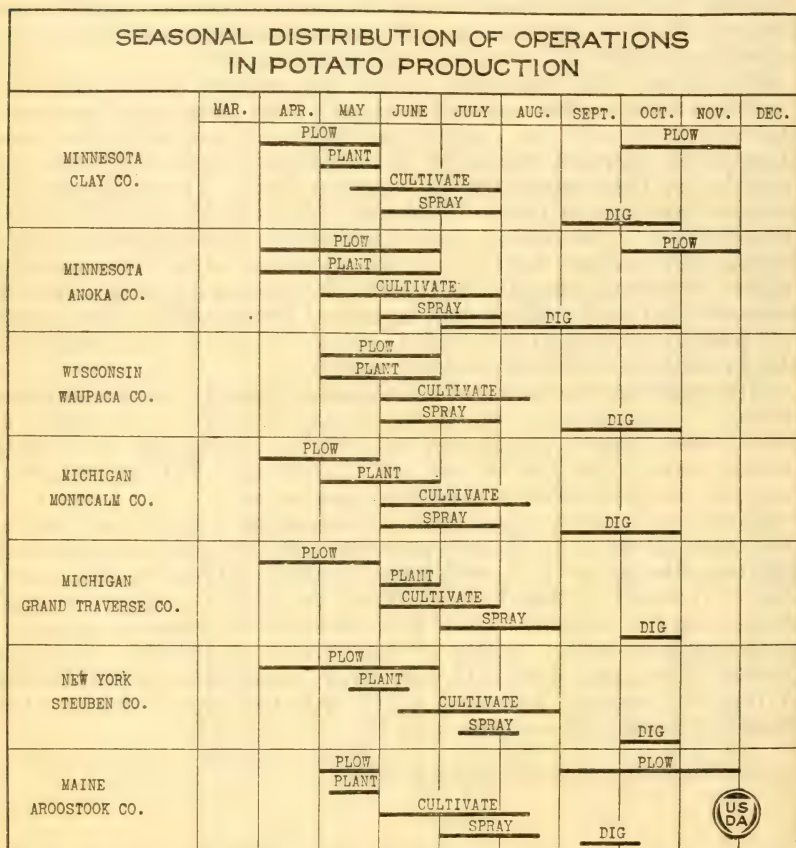 SEASONAL DISTRIBUTION OF OPERATIONS
IN POTATO PRODUCTION
MAR. APR. MAY JUNE JULY AUG. SEPT. OCT. NOV. DEC.
MINNESOTA
CLAY CO.
PLOW PLOW
PLANT
CULTIVATE
SPRAY
DIG
MINNESOTA
ANOKA CO.
PLOW PLOW
PLANT
CULTIVATE
SPRAY DIG
WISCONSIN
WAUPACA CO.
PLOW
PLANT
CULTIVATE
SPRAY DIG
MICHIGAN
MONTCALM CO.
PLOW
PLANT
CULTIVATE
SPRAY DIG
MICHIGAN
GRAND TRAVERSE CO.
PLOW
PLANT
CULTIVATE
SPRAY
DIG
NEW YORK
STEUBEN CO.
PLOW
PLANT
CULTIVATE
SPRAY
DIG
MAINE
AROOSTOOK CO.
PLOW PLOW
PLANT
CULTIVATE
SPRAY
DIG
US
DA